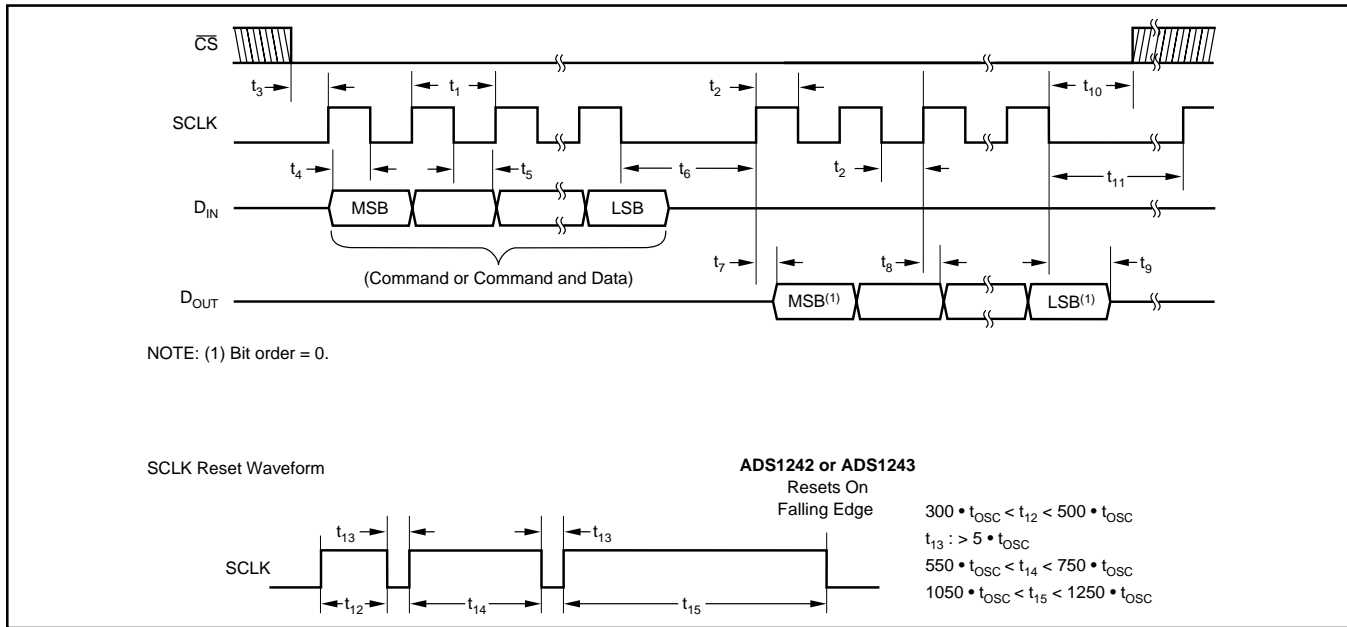 CS
t3
t1
t2
t10
SCLK
t4
t5
t6
t2
t11
DIN
MSB
LSB
(Command or Command and Data)
t7
t8
t9
DOUT
MSB(1)
LSB(1)
NOTE: (1) Bit order = 0.
SCLK Reset Waveform
ADS1242 or ADS1243
Resets On
Falling Edge
300 • tOSC < t12 < 500 • tOSC
t13 : > 5 • tOSC
550 • tOSC < t14 < 750 • tOSC
1050 • tOSC < t15 < 1250 • tOSC
t13
t13
SCLK
t12
t14
t15